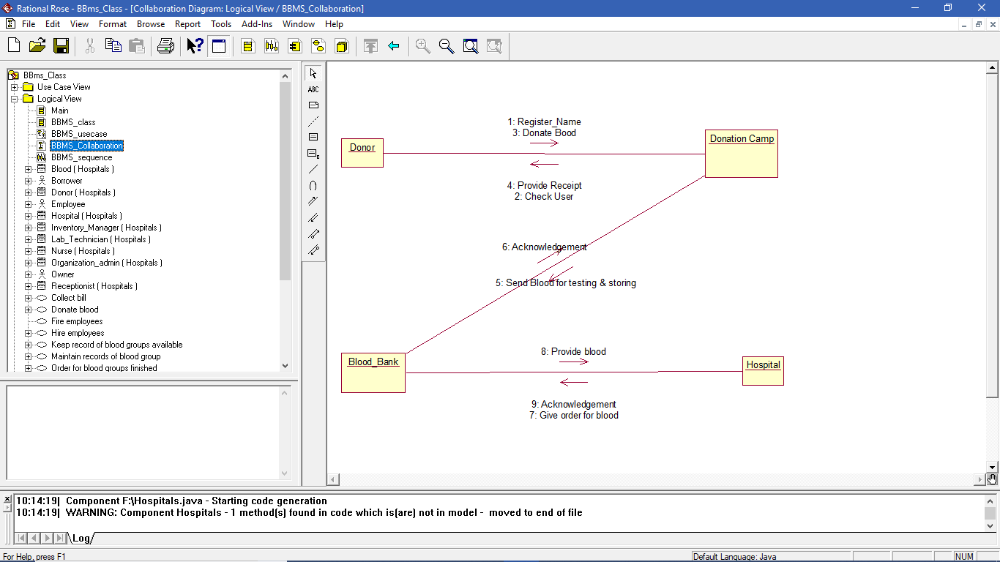 Rational Rose - BBms_Class - [Collaboration Diagram: Logical View / BBMS_Collaboration]
File Edit View Format Browse Report Tools Add-Ins Window Help
ABC
BBms_Class
Use Case View
Logical View
Main
BBMS_class
BBMS_usecase
BBMS_Collaboration
BBMS_sequence
Blood ( Hospitals )
Borrower
Donor ( Hospitals )
Employee
Hospital ( Hospitals )
Inventory_Manager ( Hospitals )
Lab_Technician ( Hospitals )
Nurse ( Hospitals )
Organization_admin ( Hospitals )
Owner
Receptionist ( Hospitals )
Collect bill
Donate blood
Fire employees
Hire employees
Keep record of blood groups available
Maintain records of blood group
Order for blood groups finished
1: Register_Name
3: Donate Bood
Donor
Donation Camp
4: Provide Receipt
2: Check User
6: Acknowledgement
5: Send Blood for testing & storing
Blood_Bank
8: Provide blood
Hospital
9: Acknowledgement
7: Give order for blood
10:14:19| Component F:\Hospitals.java - Starting code generation
10:14:19| WARNING: Component Hospitals - 1 method(s) found in code which is(are) not in model - moved to end of file
Log
For Help, press F1
Default Language: Java
NUM